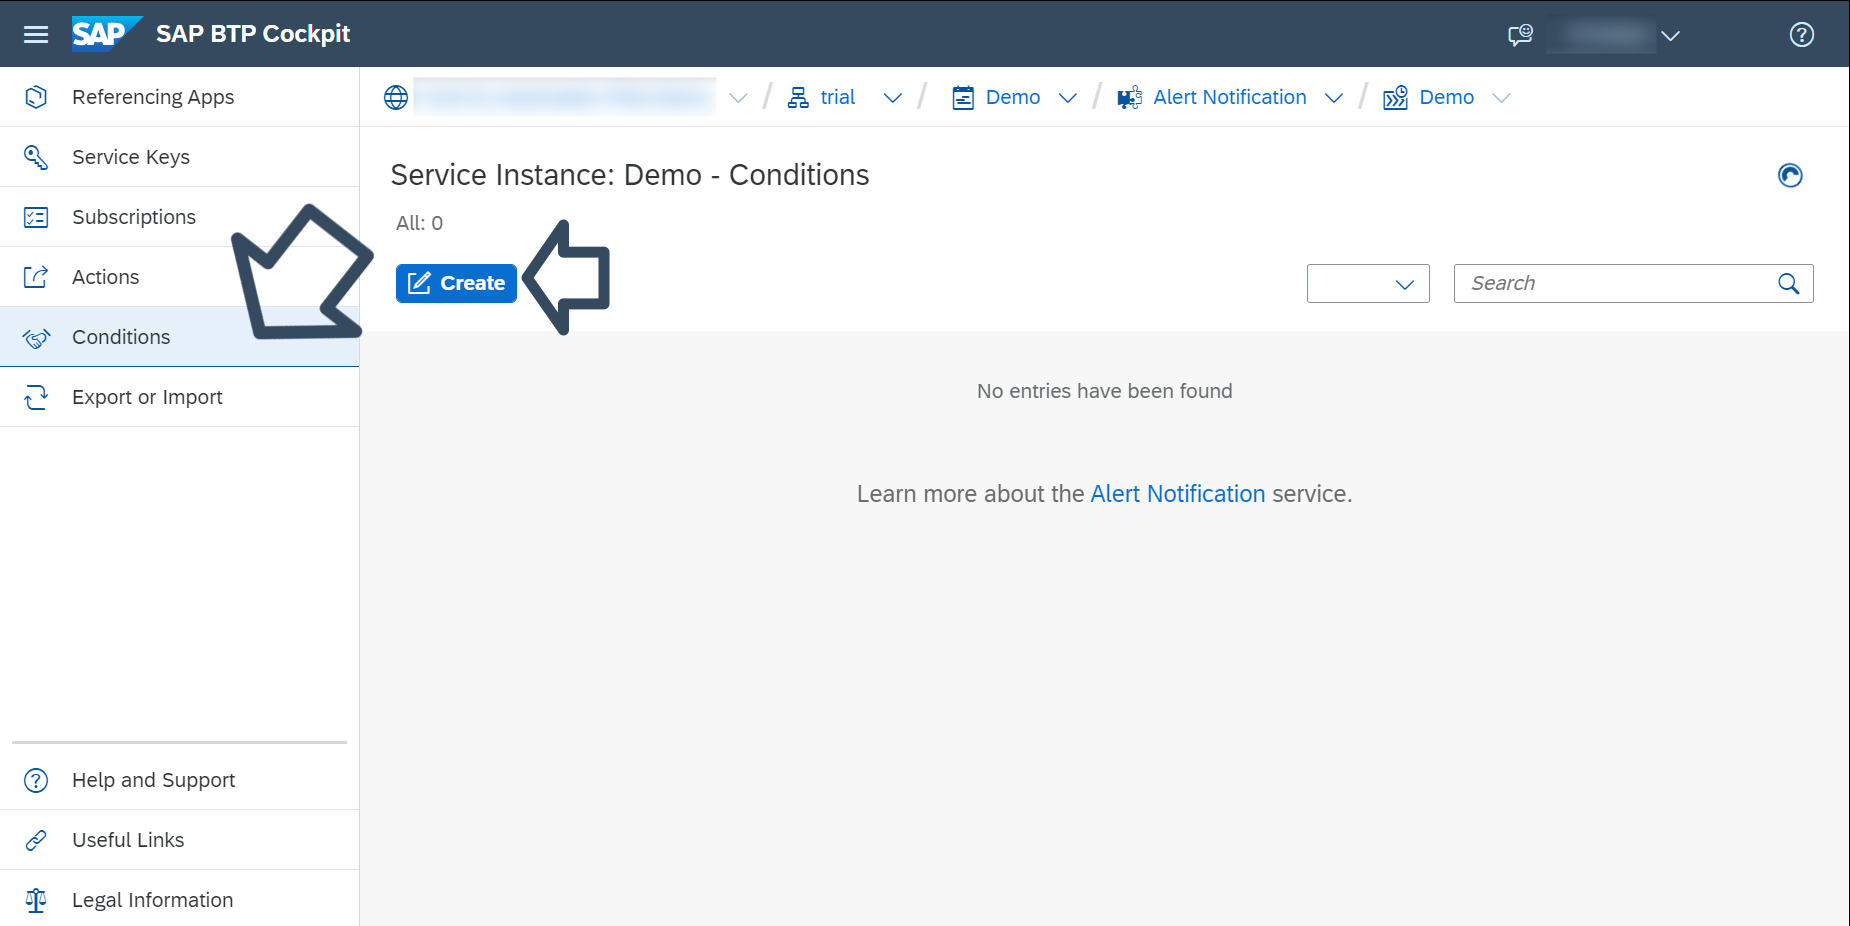 SAP SAP BTP Cockpit
Referencing Apps
Service Keys
Subscriptions
Actions
Conditions
Export or Import
Help and Support
Useful Links
Legal Information
/ trial / Demo / Alert Notification / Demo
Service Instance: Demo - Conditions
All: 0
Create
Search
No entries have been found
Learn more about the Alert Notification service.